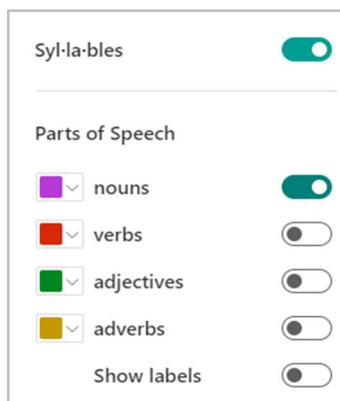 Syl·la·bles
Parts of Speech
nouns
verbs
adjectives
adverbs
Show labels